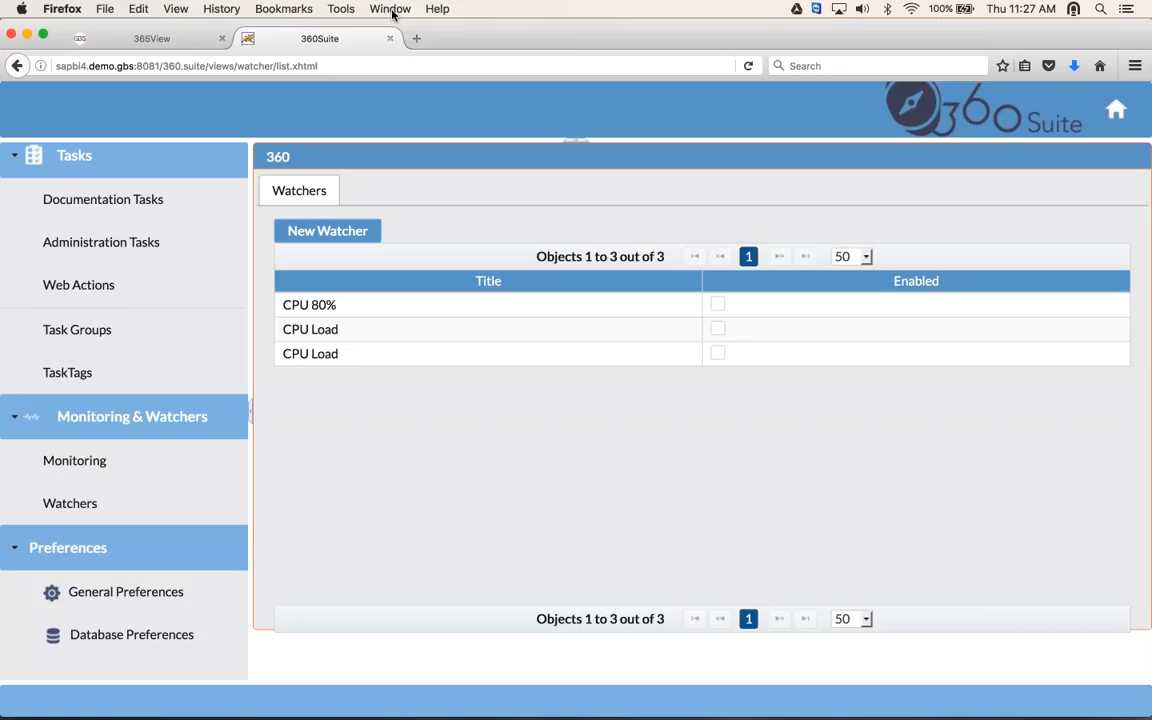 Firefox File Edit View History Bookmarks Tools Window Help 100% Thu 11:27 AM
GBS 365View 360Suite
sapbi4.demo.gbs:8081/360.suite/views/watcher/list.xhtml Search
360 Suite
Tasks
Documentation Tasks
Administration Tasks
Web Actions
Task Groups
TaskTags
Monitoring & Watchers
Monitoring
Watchers
Preferences
General Preferences
Database Preferences
360
Watchers
New Watcher
Objects 1 to 3 out of 3 1 50
Title Enabled
CPU 80%
CPU Load
CPU Load
Objects 1 to 3 out of 3 1 50